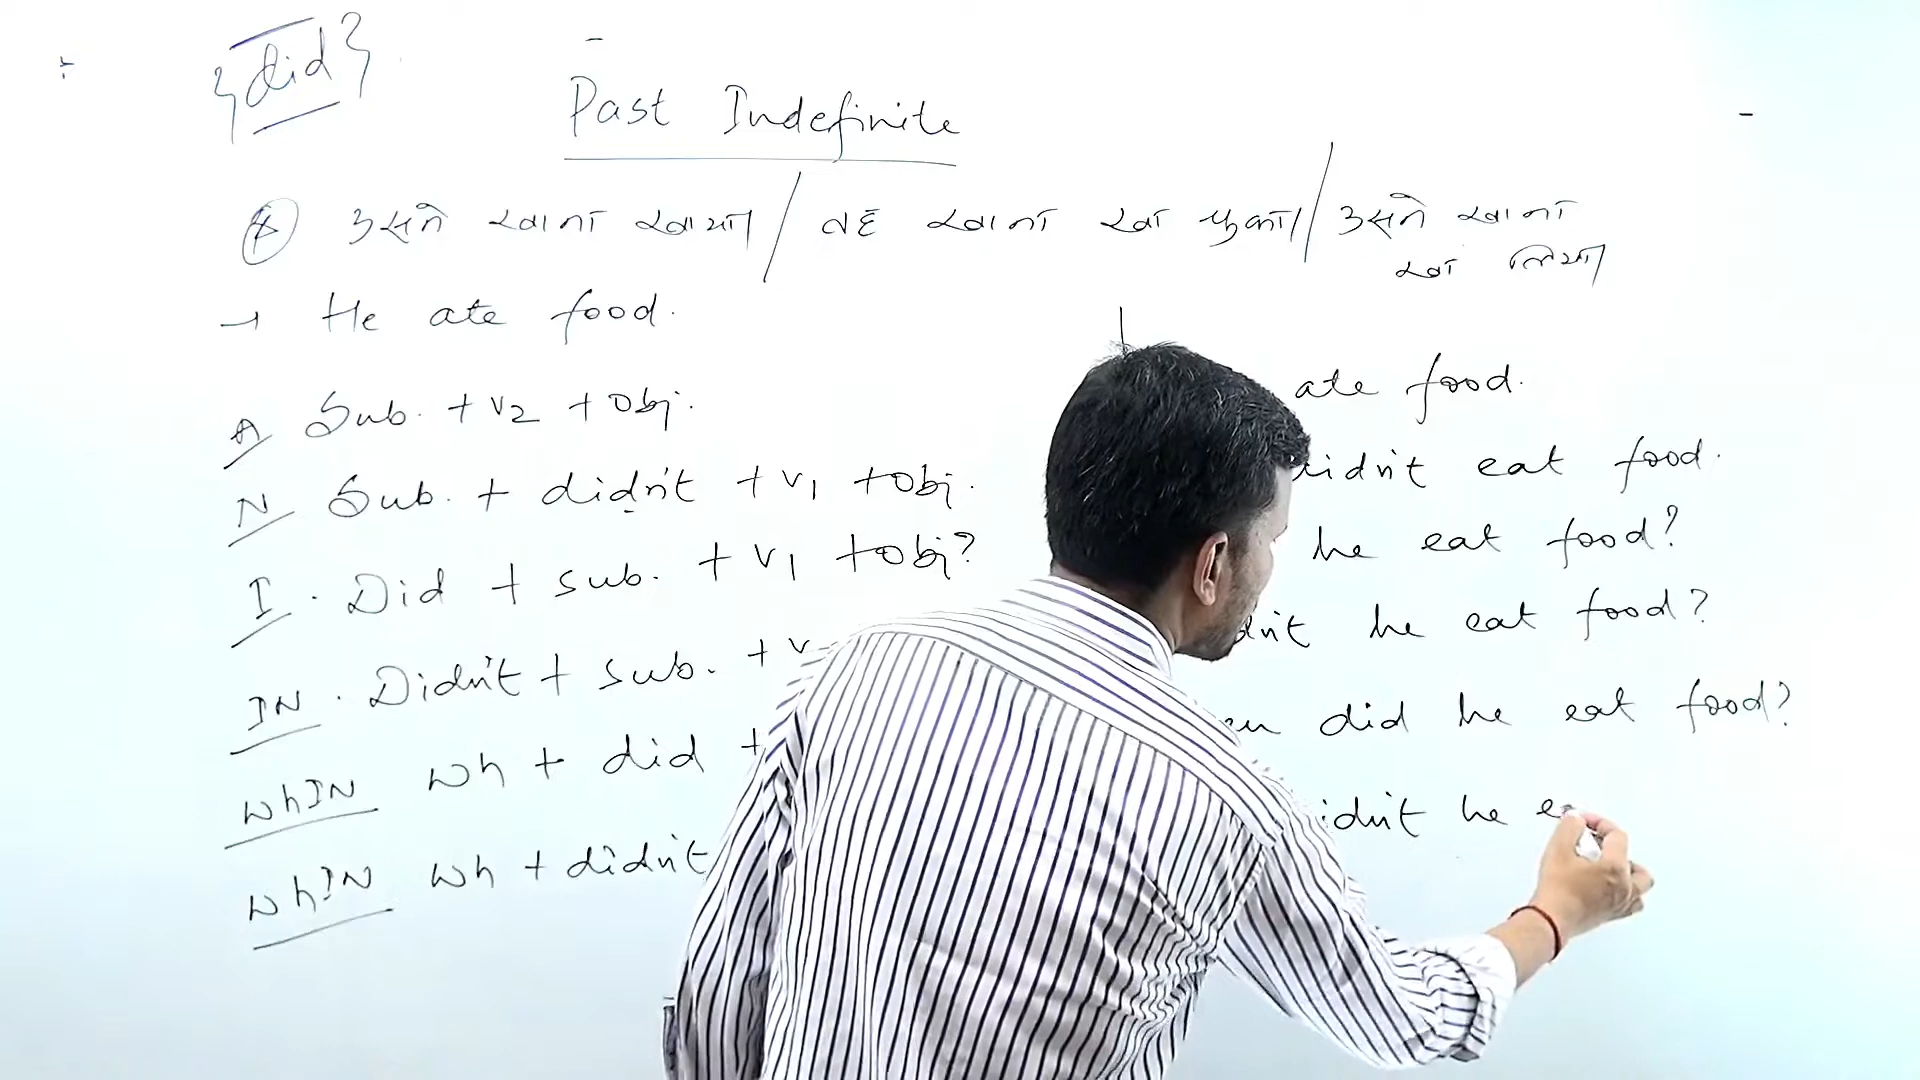 {did}
Past Indefinite
उसने खाना खाया / वह खाना खा चुका / उसने खाना खा लिया
→ He ate food.
A Sub. + V2 + Obj.
N Sub. + didn't + V1 + Obj.
I. Did + sub. + V1 + Obj?
IN. Didn't + sub. + V
WhIN Wh + did +
WhIN Wh + didn't
ate food.
didn't eat food.
he eat food?
he eat food?
did he eat food?
he